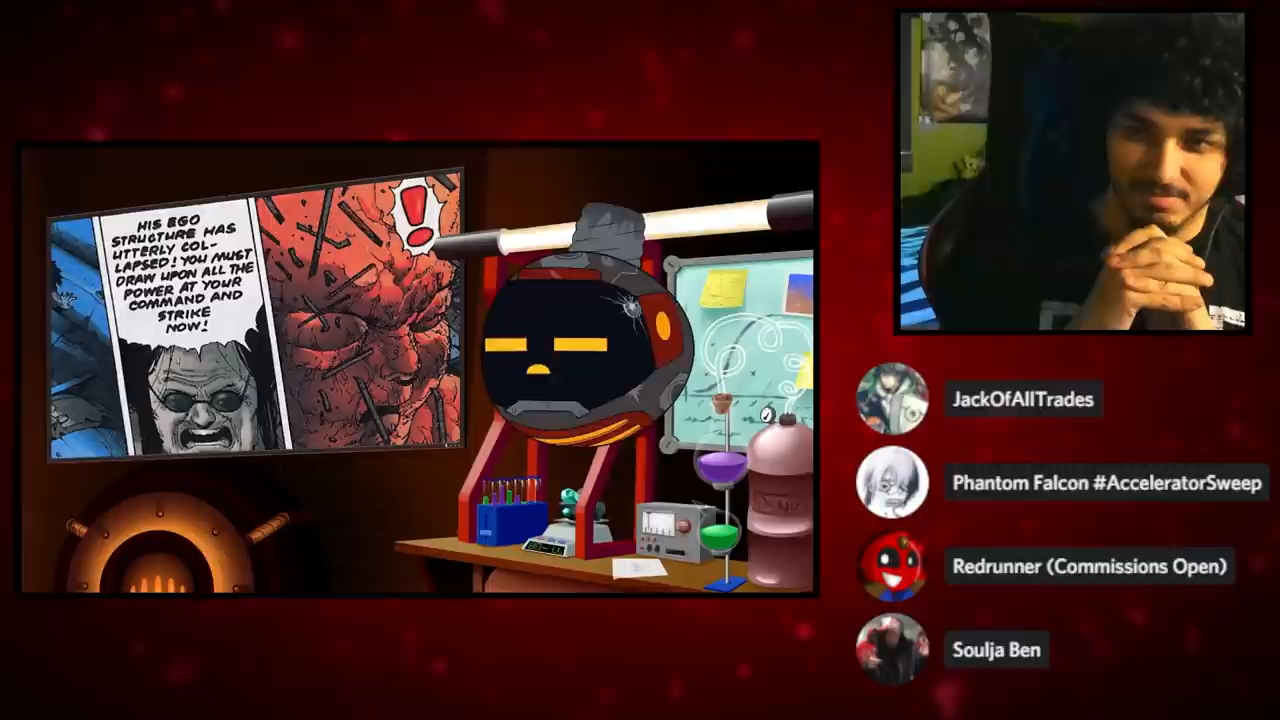 HIS EGO
STRUCTURE HAS
UTTERLY COL-
LAPSED! YOU MUST
DRAW UPON ALL THE
POWER AT YOUR
COMMAND AND
STRIKE
NOW!
!
JackOfAllTrades
Phantom Falcon #AcceleratorSweep
Redrunner (Commissions Open)
Soulja Ben